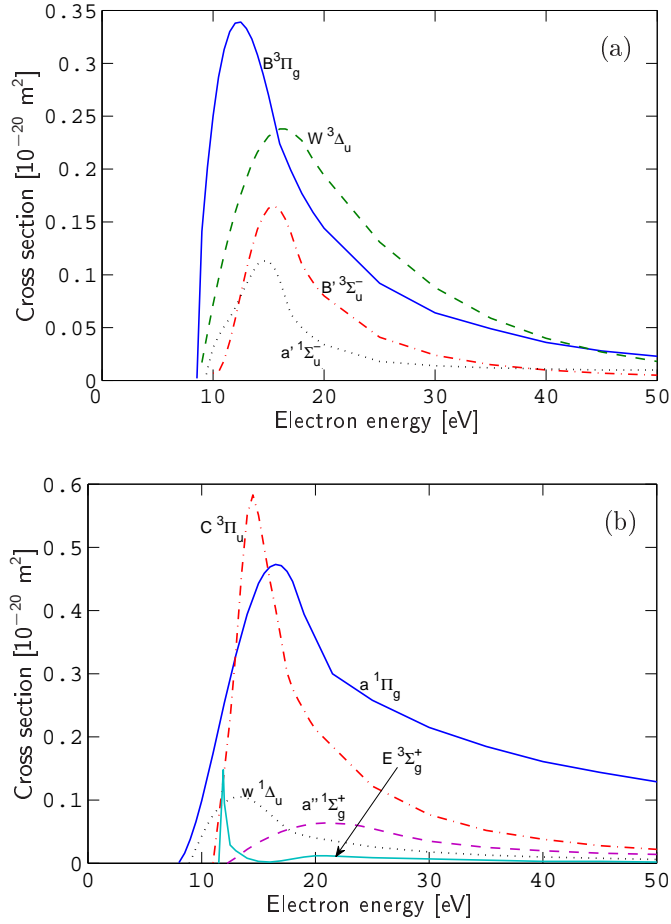 0.35
0.3
0.25
0.2
0.15
0.1
0.05
0
Cross section [10⁻²⁰ m²]
(a)
B³Πg
W ³Δu
B' ³Σu⁻
a' ¹Σu⁻
0 10 20 30 40 50
Electron energy [eV]
0.6
0.5
0.4
0.3
0.2
0.1
0
Cross section [10⁻²⁰ m²]
(b)
C ³Πu
a ¹Πg
E ³Σg⁺
w ¹Δu
a'' ¹Σg⁺
0 10 20 30 40 50
Electron energy [eV]